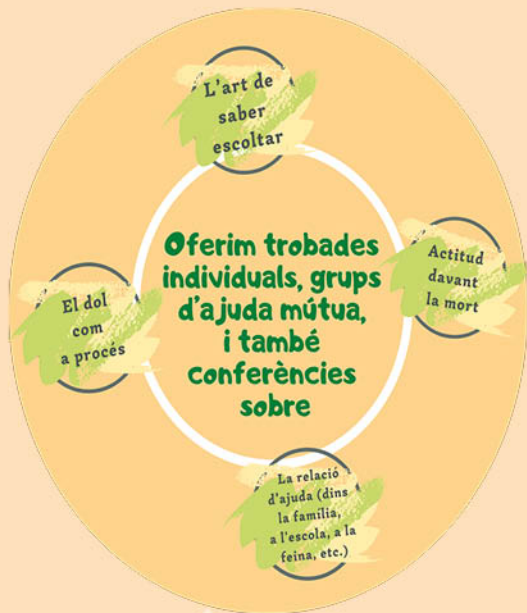 L'art de
saber
escoltar
Oferim trobades
individuals, grups
d'ajuda mútua,
i també
conferències
sobre
Actitud
davant
la mort
El dol
com
a procés
La relació
d'ajuda (dins
la família,
a l'escola, a la
feina, etc.)